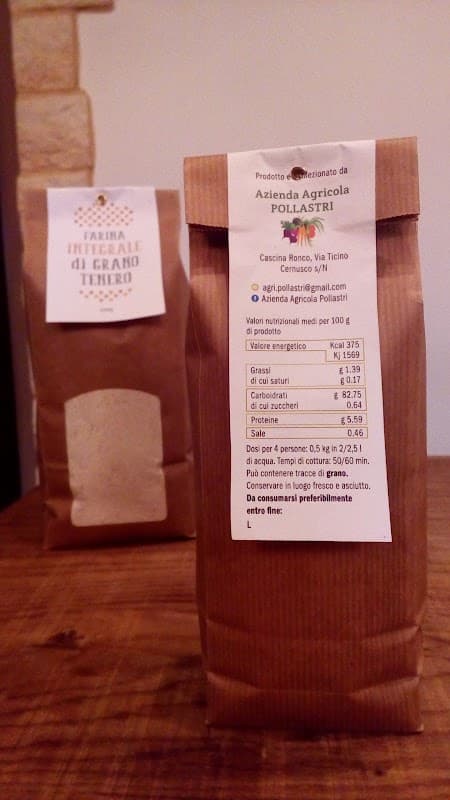 FARINA
INTEGRALE
di GRANO
TENERO
Prodotto e confezionato da
Azienda Agricola
POLLASTRI
Cascina Ronco, Via Ticino
Cernusco s/N
agri.pollastri@gmail.com
Azienda Agricola Pollastri
Valori nutrizionali medi per 100 g
di prodotto
Valore energetico Kcal 375
Kj 1569
Grassi g 1.39
di cui saturi g 0.17
Carboidrati g 82.75
di cui zuccheri 0.64
Proteine g 5.59
Sale 0,46
Dosi per 4 persone: 0,5 kg in 2/2,5 l
di acqua. Tempi di cottura: 50/60 min.
Può contenere tracce di grano.
Conservare in luogo fresco e asciutto.
Da consumarsi preferibilmente
entro fine:
L